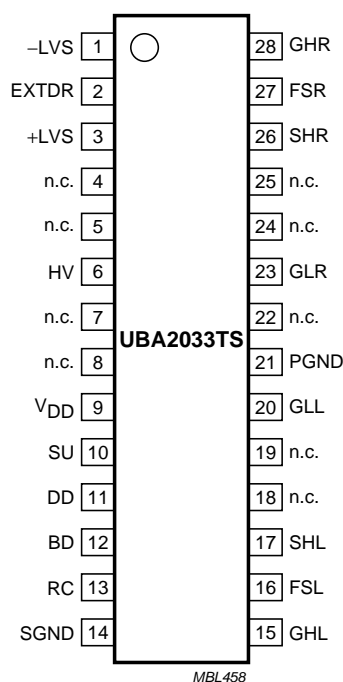 −LVS 1 28 GHR
EXTDR 2 27 FSR
+LVS 3 26 SHR
n.c. 4 25 n.c.
n.c. 5 24 n.c.
HV 6 23 GLR
n.c. 7 22 n.c.
UBA2033TS
n.c. 8 21 PGND
VDD 9 20 GLL
SU 10 19 n.c.
DD 11 18 n.c.
BD 12 17 SHL
RC 13 16 FSL
SGND 14 15 GHL
MBL458